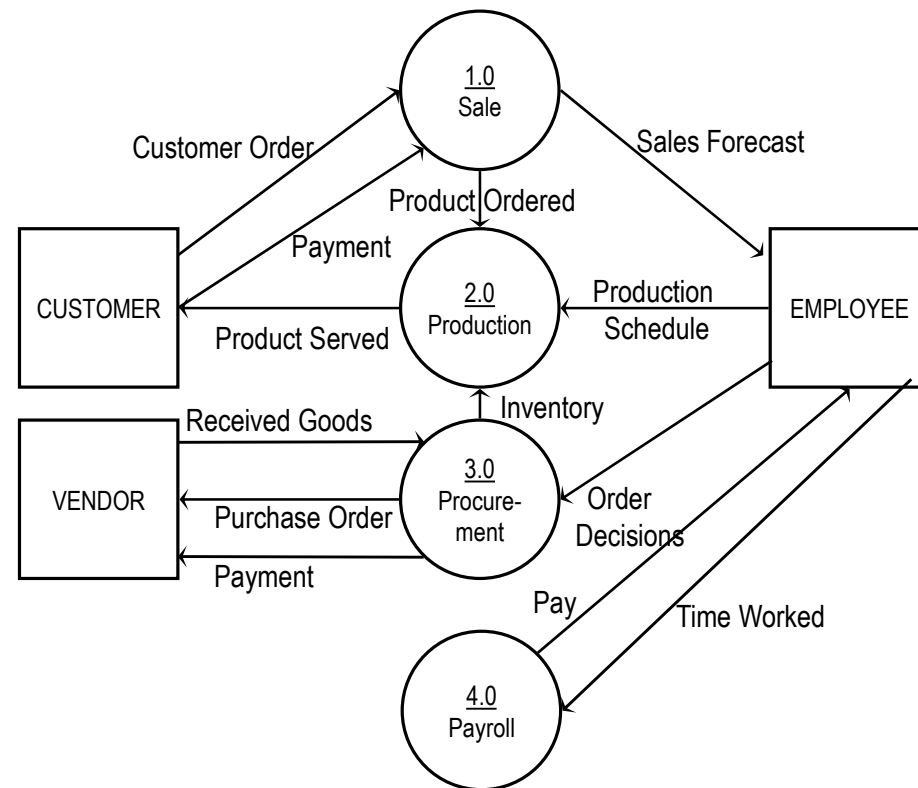 1.0
Sale
Customer Order
Sales Forecast
Product Ordered
Payment
CUSTOMER
2.0
Production
Product Served
Production
Schedule
EMPLOYEE
Inventory
Received Goods
VENDOR
3.0
Procure-
ment
Purchase Order
Payment
Order
Decisions
Pay
Time Worked
4.0
Payroll